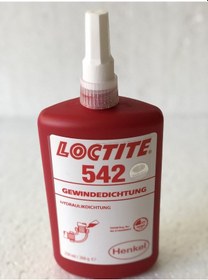 LOCTITE
542
GEWINDEDICHTUNG
HYDRAULIKDICHTUNG
Henkel